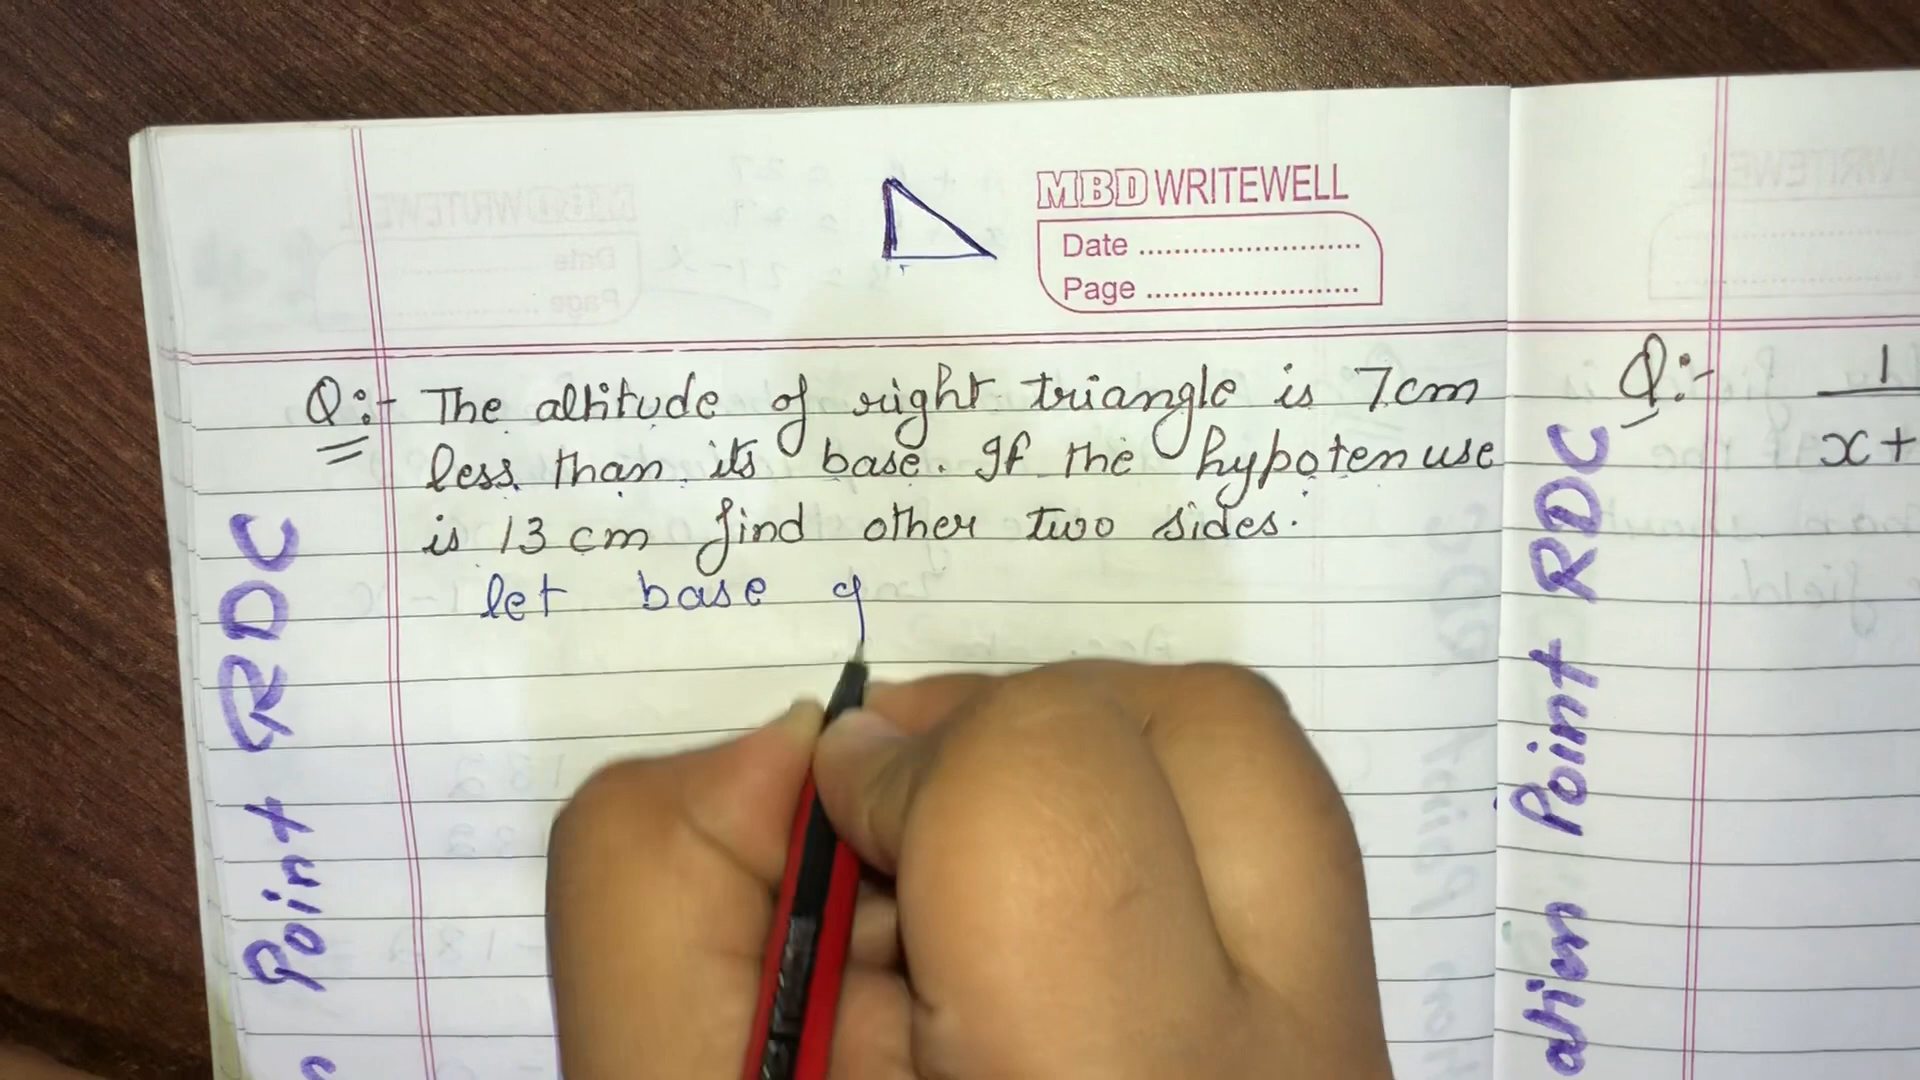 MBD WRITEWELL
Date
Page
Q:- The altitude of right triangle is 7cm
less than its base. If the hypotenuse
is 13 cm find other two sides.
let base of
Point RDC
Q:-
1
x+
Point RDC